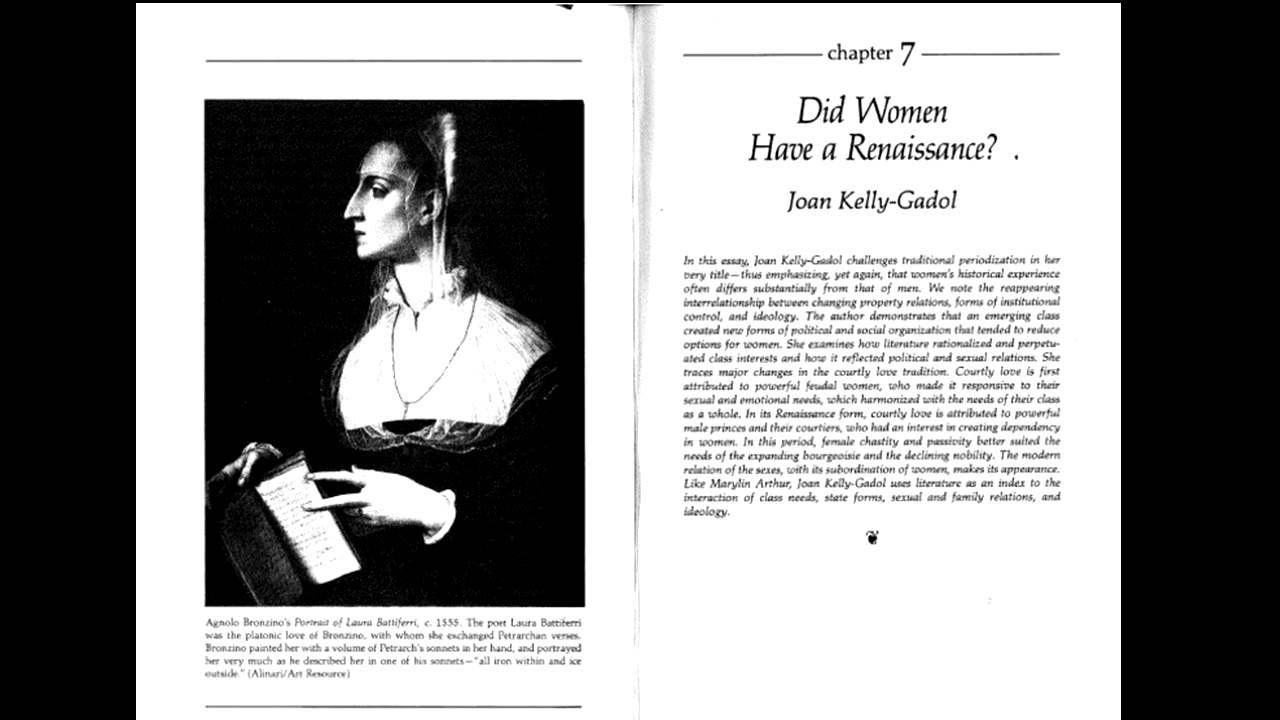 Agnolo Bronzino's Portrait of Laura Battiferri, c. 1555. The poet Laura Battiferri
was the platonic love of Bronzino, with whom she exchanged Petrarchan verses.
Bronzino painted her with a volume of Petrarch's sonnets in her hand, and portrayed
her very much as he described her in one of his sonnets—"all iron within and ice
outside." (Alinari/Art Resource)
chapter 7
Did Women
Have a Renaissance?
Joan Kelly-Gadol
In this essay, Joan Kelly-Gadol challenges traditional periodization in her
very title—thus emphasizing, yet again, that women's historical experience
often differs substantially from that of men. We note the reappearing
interrelationship between changing property relations, forms of institutional
control, and ideology. The author demonstrates that an emerging class
created new forms of political and social organization that tended to reduce
options for women. She examines how literature rationalized and perpetu-
ated class interests and how it reflected political and sexual relations. She
traces major changes in the courtly love tradition. Courtly love is first
attributed to powerful feudal women, who made it responsive to their
sexual and emotional needs, which harmonized with the needs of their class
as a whole. In its Renaissance form, courtly love is attributed to powerful
male princes and their courtiers, who had an interest in creating dependency
in women. In this period, female chastity and passivity better suited the
needs of the expanding bourgeoisie and the declining nobility. The modern
relation of the sexes, with its subordination of women, makes its appearance.
Like Marylin Arthur, Joan Kelly-Gadol uses literature as an index to the
interaction of class needs, state forms, sexual and family relations, and
ideology.